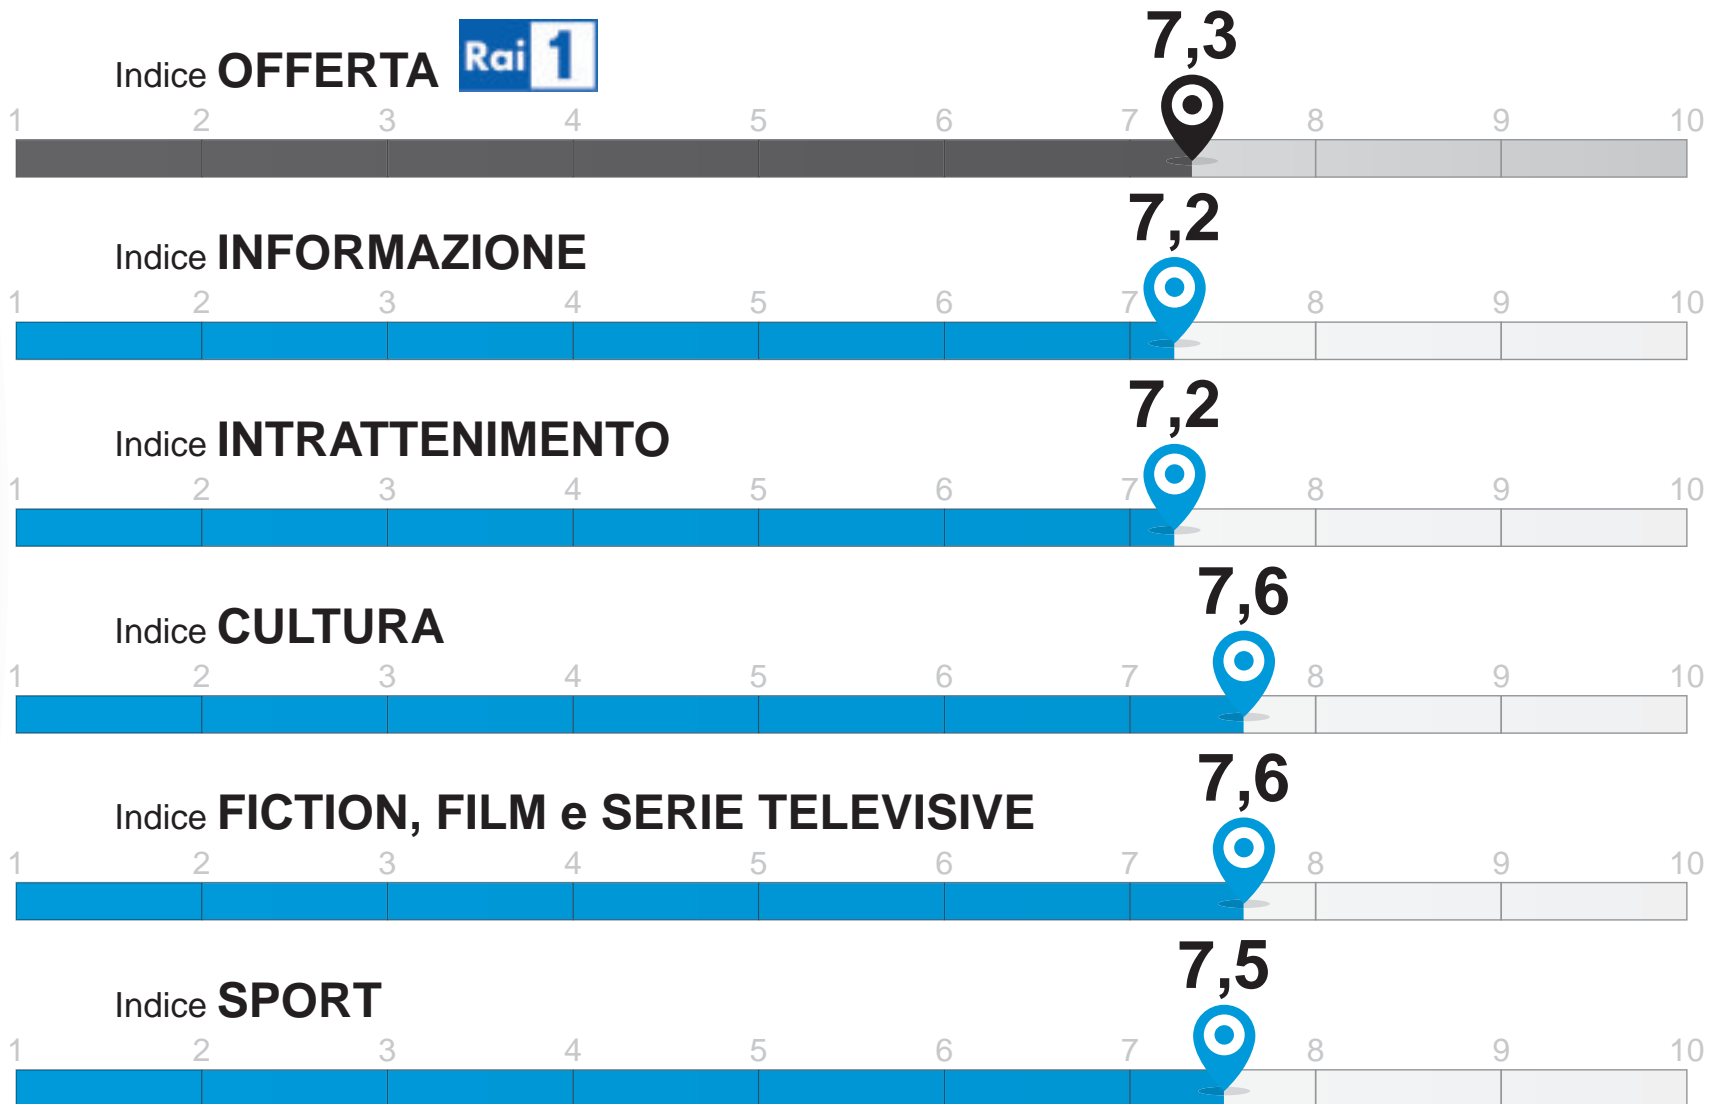 7,3
Indice OFFERTA Rai 1
1 2 3 4 5 6 7 8 9 10
7,2
Indice INFORMAZIONE
1 2 3 4 5 6 7 8 9 10
7,2
Indice INTRATTENIMENTO
1 2 3 4 5 6 7 8 9 10
7,6
Indice CULTURA
1 2 3 4 5 6 7 8 9 10
7,6
Indice FICTION, FILM e SERIE TELEVISIVE
1 2 3 4 5 6 7 8 9 10
7,5
Indice SPORT
1 2 3 4 5 6 7 8 9 10